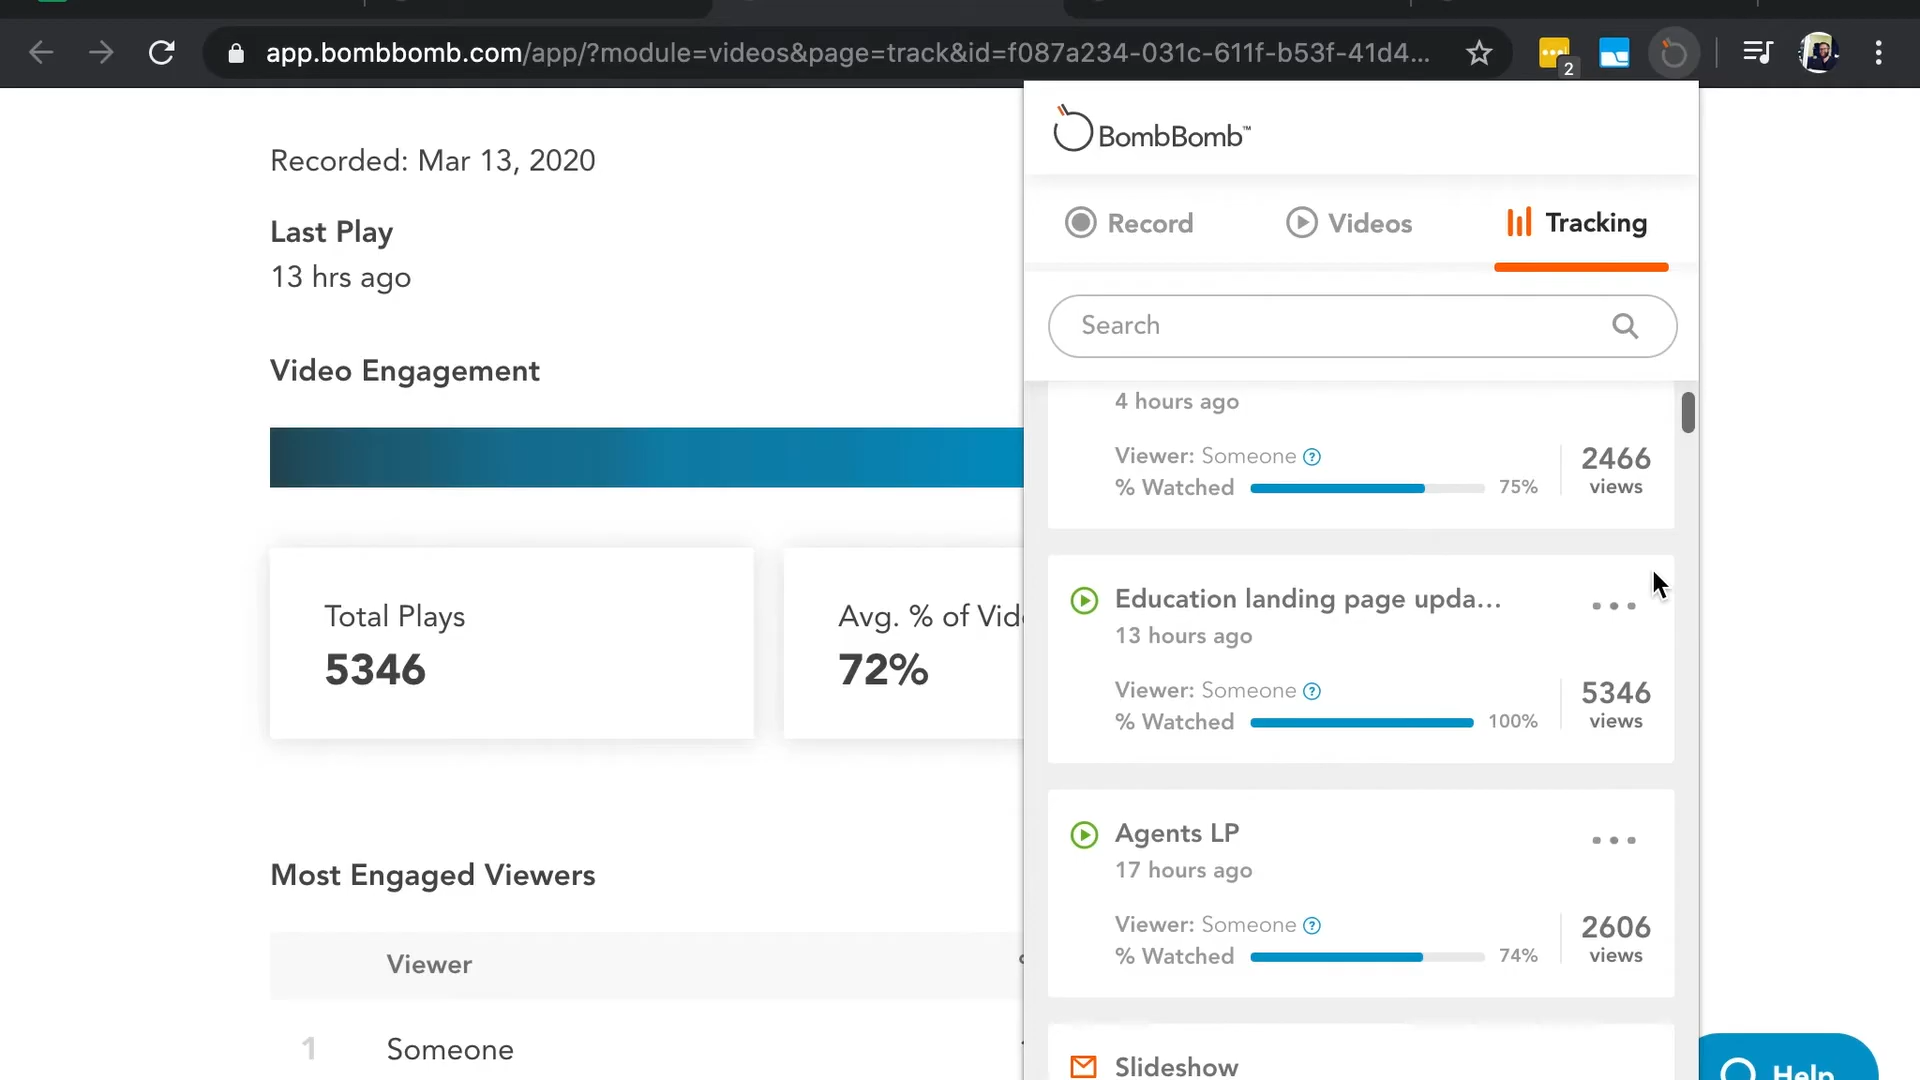 app.bombbomb.com/app/?module=videos&page=track&id=f087a234-031c-611f-b53f-41d4...
2
Recorded: Mar 13, 2020
Last Play
13 hrs ago
Video Engagement
Total Plays
5346
Avg. % of
72%
Most Engaged Viewers
Viewer
1 Someone
BombBomb™
Record
Videos
Tracking
Search
4 hours ago
Viewer: Someone ?
% Watched 75%
2466
views
Education landing page upda...
13 hours ago
Viewer: Someone ?
% Watched 100%
5346
views
Agents LP
17 hours ago
Viewer: Someone ?
% Watched 74%
2606
views
Slideshow
Help